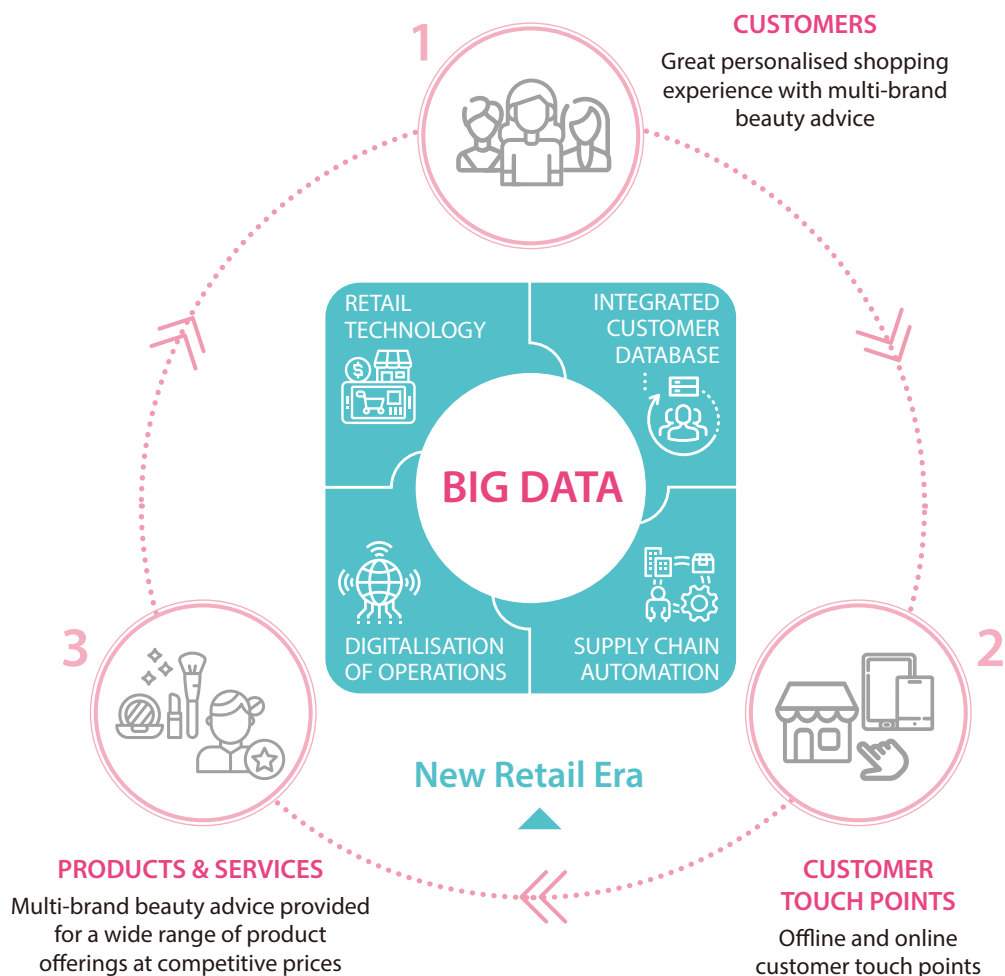 1
CUSTOMERS
Great personalised shopping
experience with multi-brand
beauty advice
RETAIL
TECHNOLOGY
$
INTEGRATED
CUSTOMER
DATABASE
BIG DATA
DIGITALISATION
OF OPERATIONS
SUPPLY CHAIN
AUTOMATION
New Retail Era
2
CUSTOMER
TOUCH POINTS
Offline and online
customer touch points
3
PRODUCTS & SERVICES
Multi-brand beauty advice provided
for a wide range of product
offerings at competitive prices